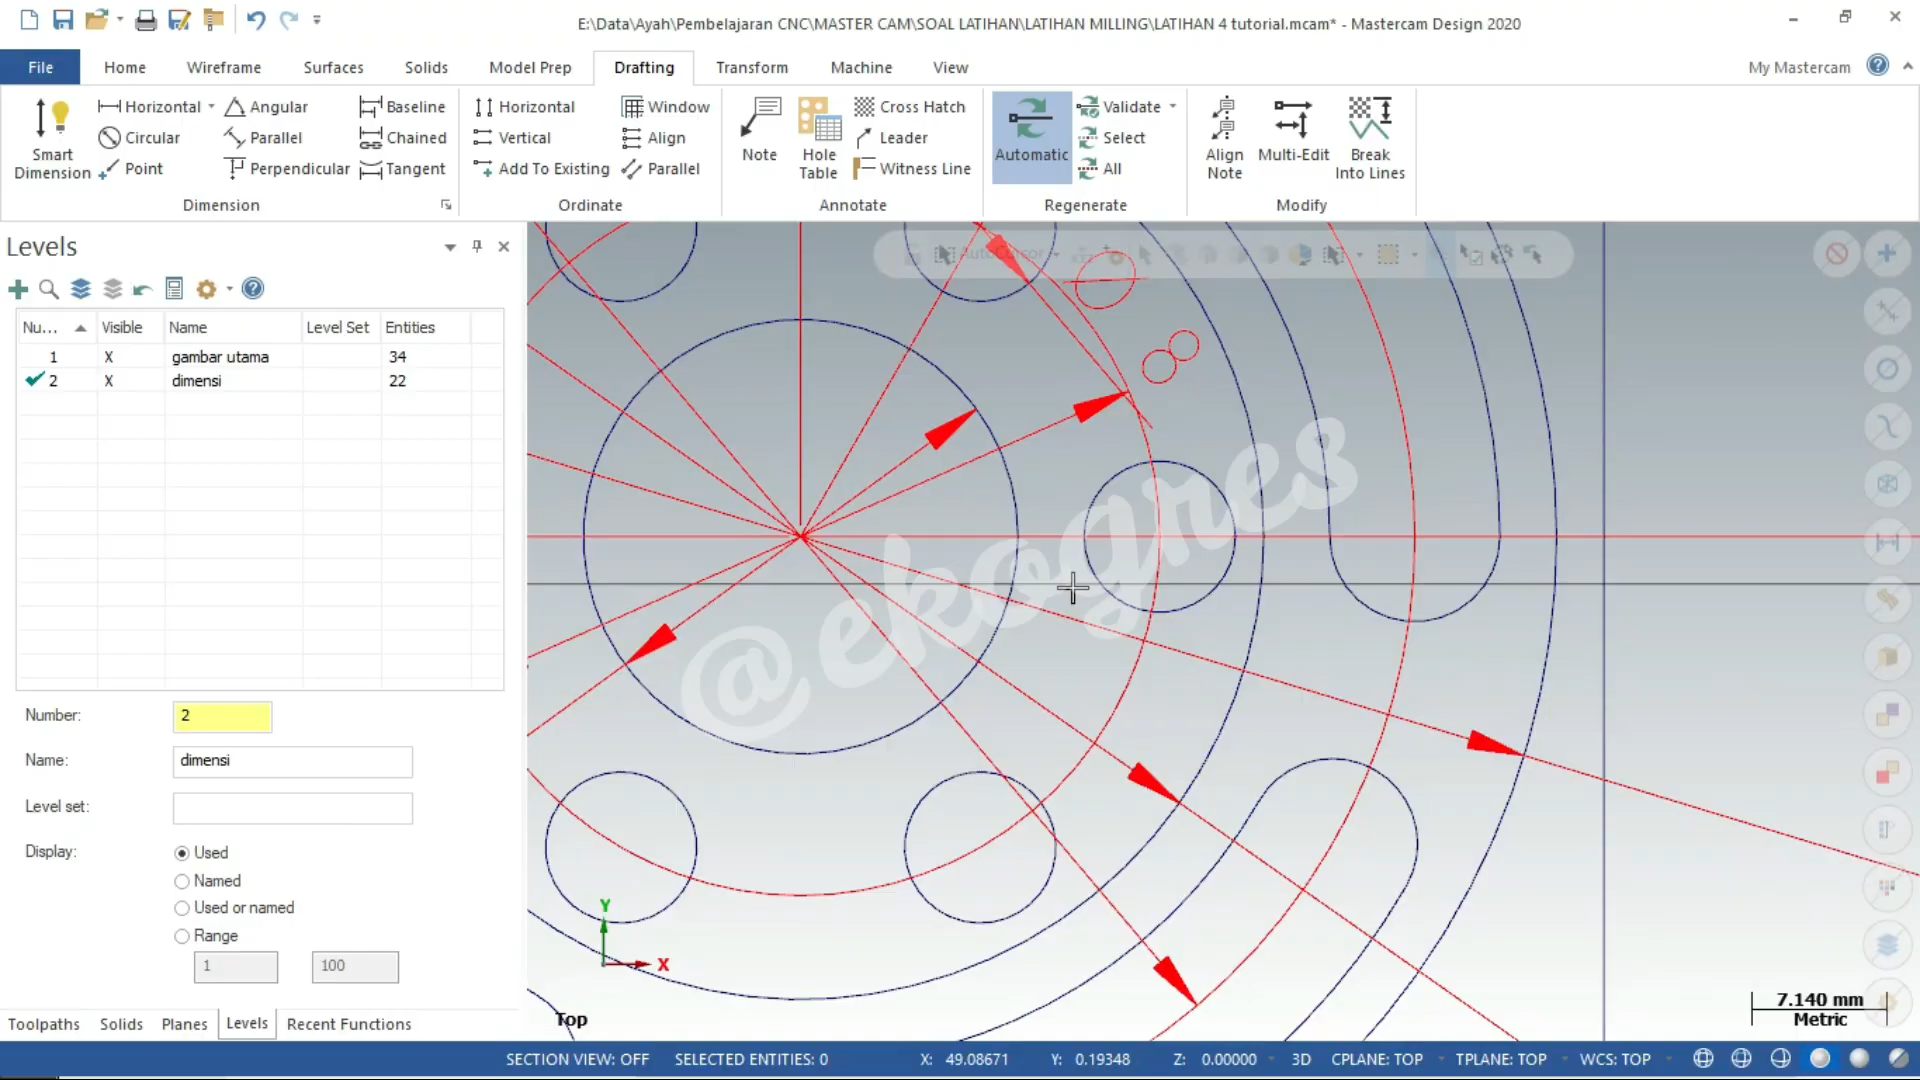 E:\Data\Ayah\Pembelajaran CNC\MASTER CAM\SOAL LATIHAN\LATIHAN MILLING\LATIHAN 4 tutorial.mcam* - Mastercam Design 2020
File Home Wireframe Surfaces Solids Model Prep Drafting Transform Machine View My Mastercam
Smart Dimension
Horizontal Angular Baseline
Circular Parallel Chained
Point Perpendicular Tangent
Dimension
Horizontal Window
Vertical Align
Add To Existing Parallel
Ordinate
Note
Hole Table
Cross Hatch
Leader
Witness Line
Annotate
Automatic
Validate
Select
All
Regenerate
Align Note
Multi-Edit
Break Into Lines
Modify
Levels
AutoCursor
Nu... Visible Name Level Set Entities
1 X gambar utama 34
2 X dimensi 22
Number: 2
Name: dimensi
Level set:
Display:
Used
Named
Used or named
Range
1 100
@ekogres
Y
X
Top
7.140 mm
Metric
Toolpaths Solids Planes Levels Recent Functions
SECTION VIEW: OFF SELECTED ENTITIES: 0 X: 49.08671 Y: 0.19348 Z: 0.00000 3D CPLANE: TOP TPLANE: TOP WCS: TOP